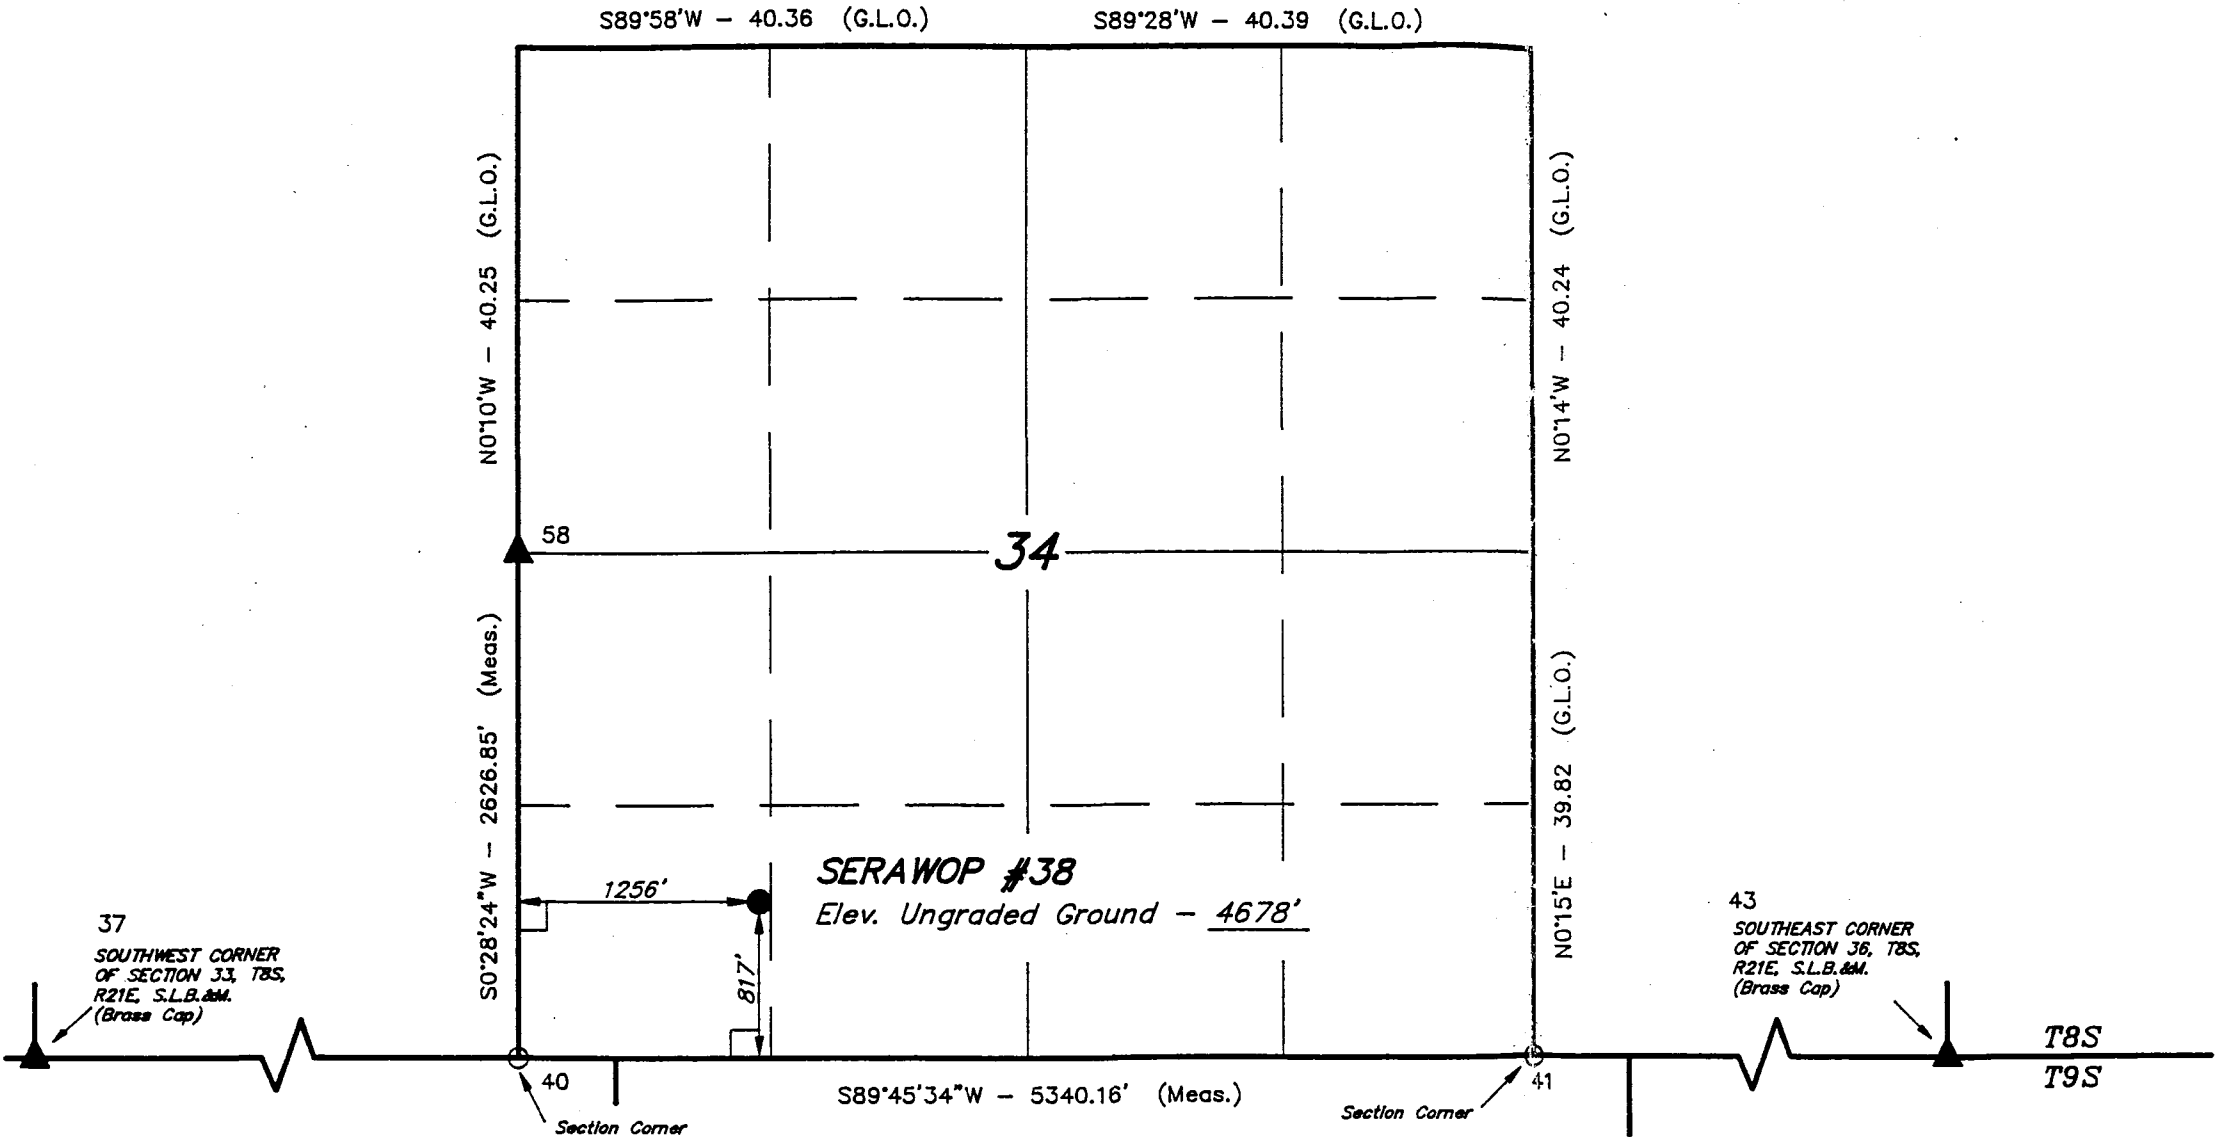 S89°58'W – 40.36 (G.L.O.)
S89°28'W – 40.39 (G.L.O.)
N0°10'W – 40.25 (G.L.O.)
N0°14'W – 40.24 (G.L.O.)
58
34
S0°28'24"W – 2626.85' (Meas.)
N0°15'E – 39.82 (G.L.O.)
SERAWOP #38
Elev. Ungraded Ground – 4678'
1256'
817'
37
SOUTHWEST CORNER
OF SECTION 33, T8S,
R21E, S.L.B.&M.
(Brass Cap)
43
SOUTHEAST CORNER
OF SECTION 36, T8S,
R21E, S.L.B.&M.
(Brass Cap)
T8S
T9S
40
41
S89°45'34"W – 5340.16' (Meas.)
Section Corner
Section Corner